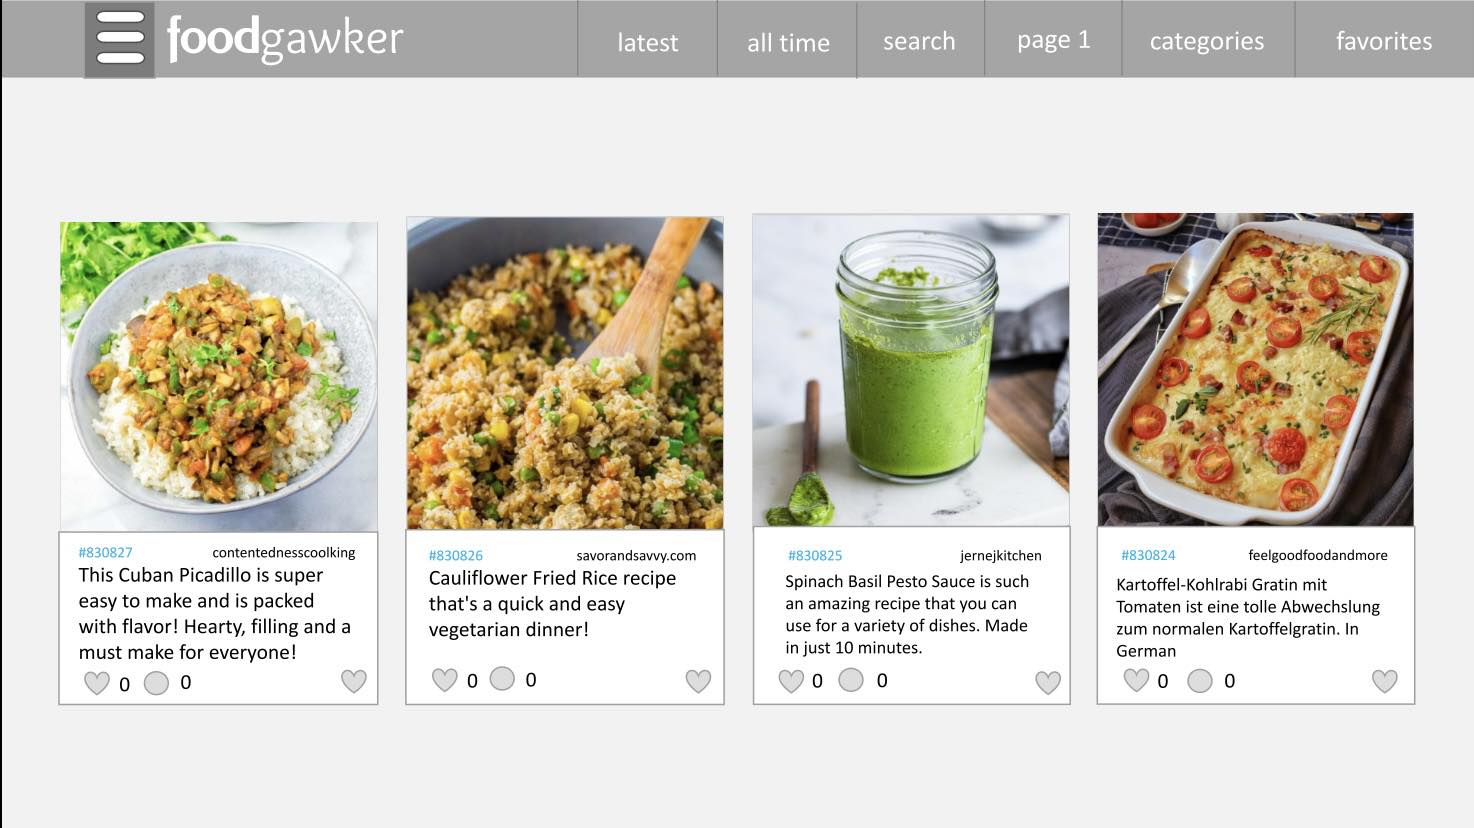 foodgawker
latest
all time
search
page 1
categories
favorites
#830827
contentednesscoolking
This Cuban Picadillo is super
easy to make and is packed
with flavor! Hearty, filling and a
must make for everyone!
0
0
#830826
savorandsavvy.com
Cauliflower Fried Rice recipe
that's a quick and easy
vegetarian dinner!
0
0
#830825
jernejkitchen
Spinach Basil Pesto Sauce is such
an amazing recipe that you can
use for a variety of dishes. Made
in just 10 minutes.
0
0
#830824
feelgoodfoodandmore
Kartoffel-Kohlrabi Gratin mit
Tomaten ist eine tolle Abwechslung
zum normalen Kartoffelgratin. In
German
0
0